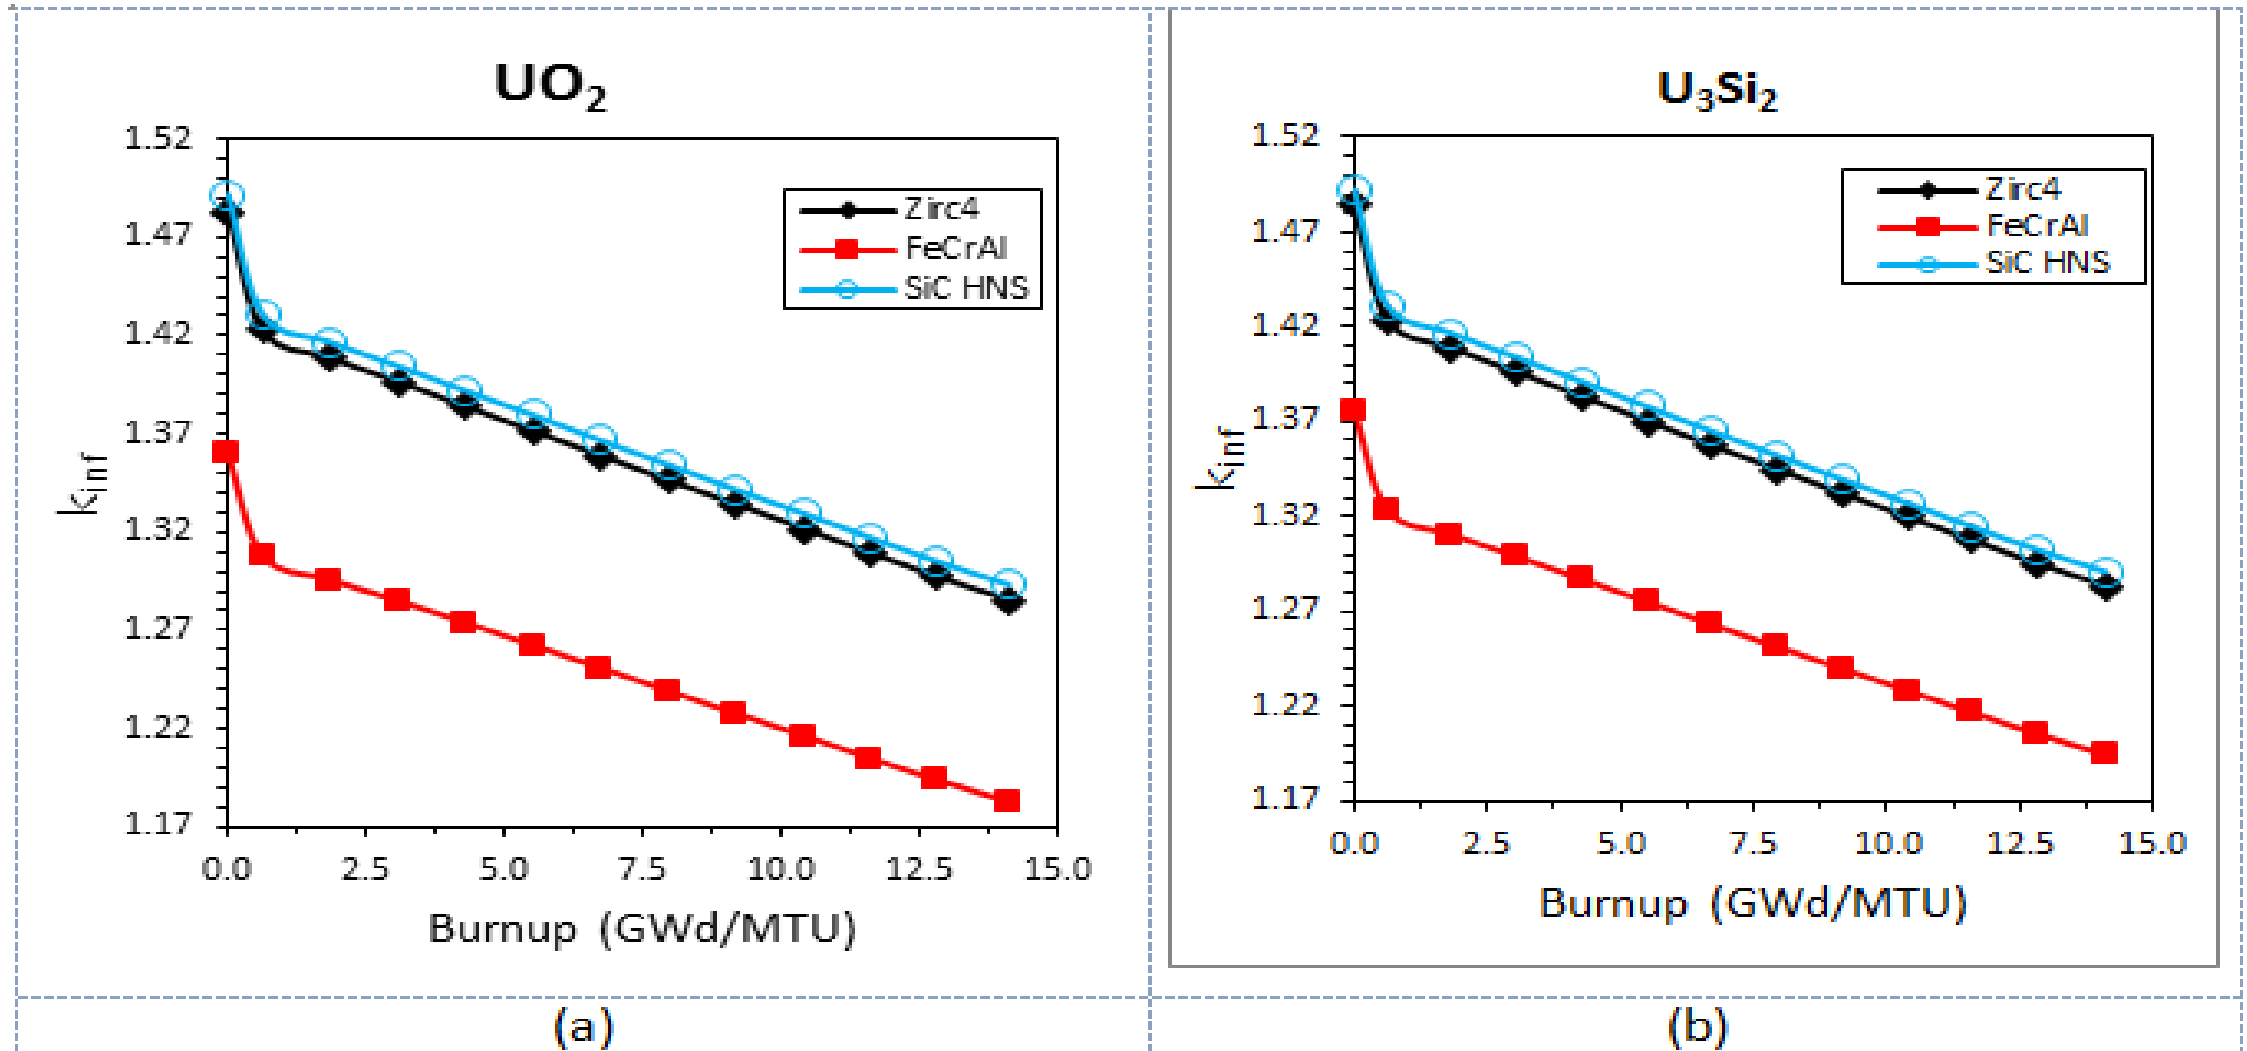 UO₂
1.52
1.47
1.42
1.37
1.32
1.27
1.22
1.17
k_inf
Zirc4
FeCrAl
SiC HNS
0.0 2.5 5.0 7.5 10.0 12.5 15.0
Burnup (GWd/MTU)
(a)
U₃Si₂
1.52
1.47
1.42
1.37
1.32
1.27
1.22
1.17
k_inf
Zirc4
FeCrAl
SiC HNS
0.0 2.5 5.0 7.5 10.0 12.5 15.0
Burnup (GWd/MTU)
(b)